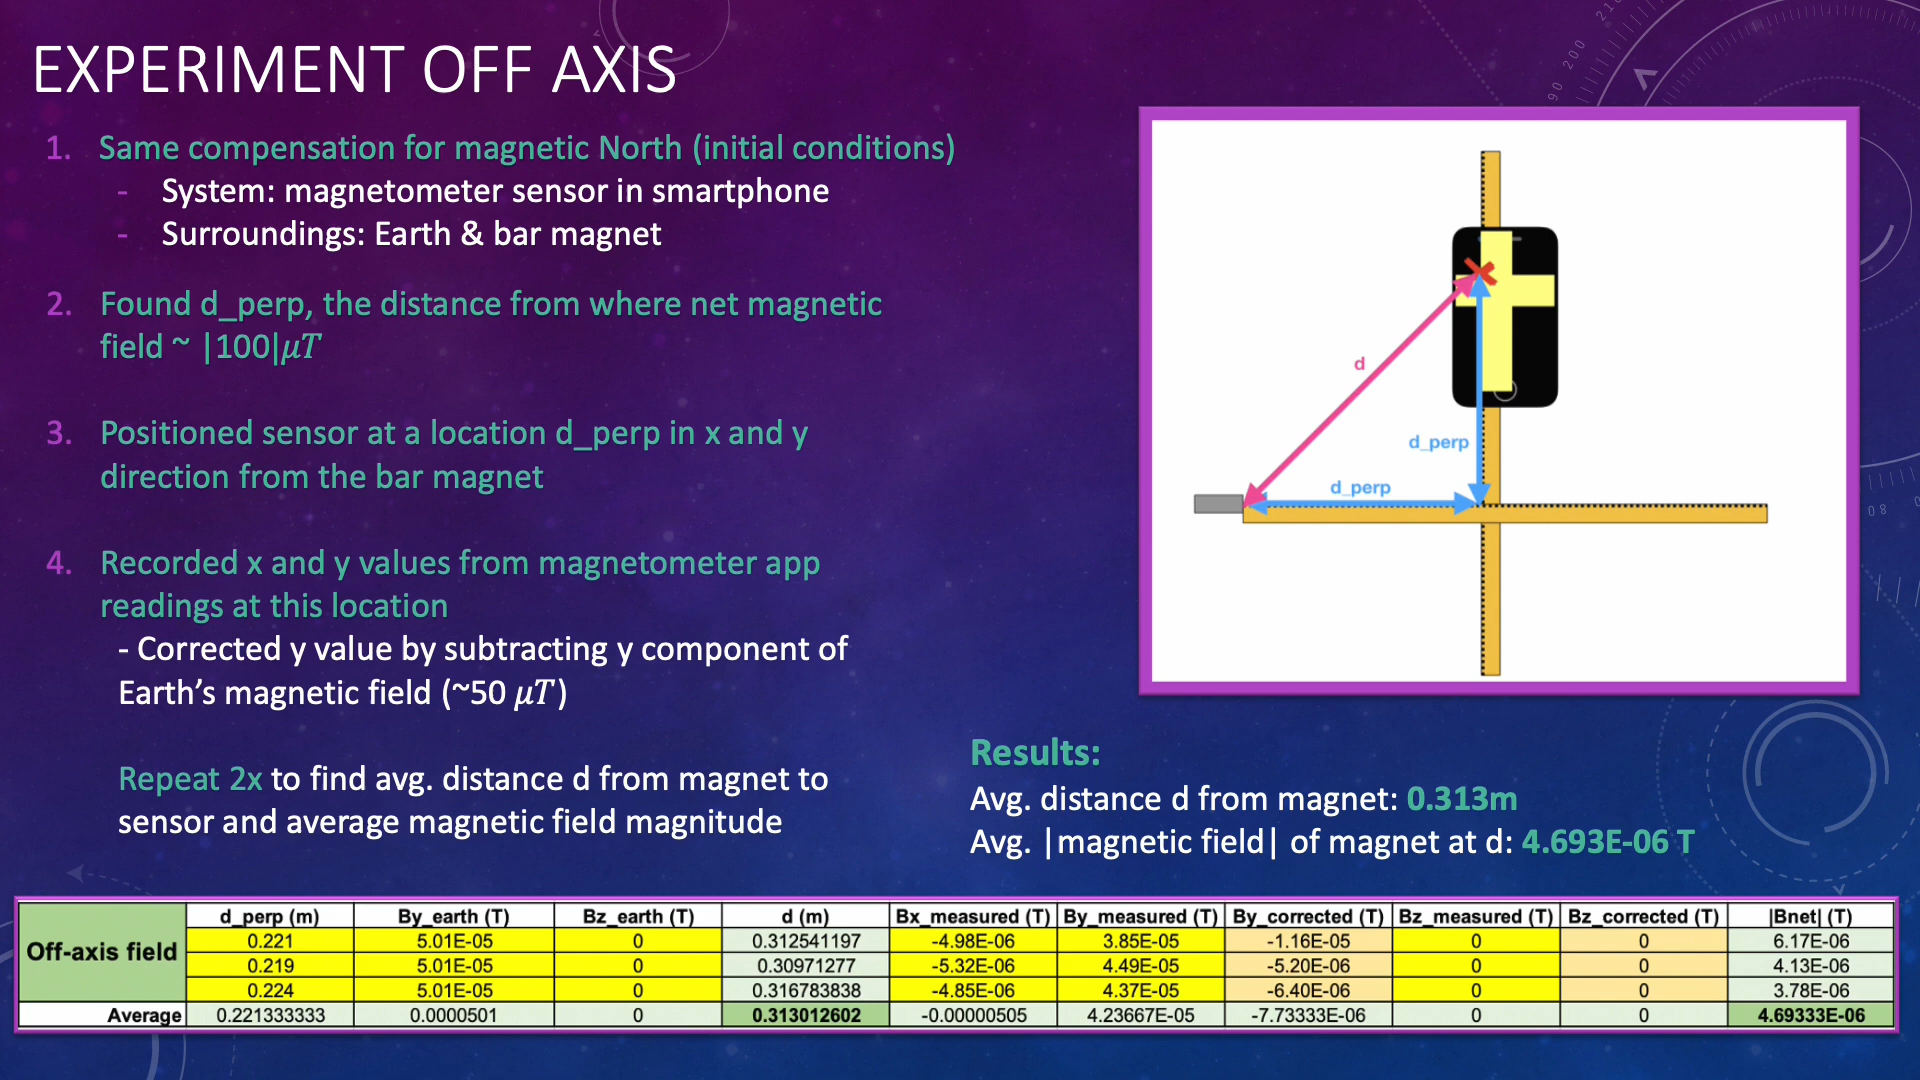 EXPERIMENT OFF AXIS
1. Same compensation for magnetic North (initial conditions)
- System: magnetometer sensor in smartphone
- Surroundings: Earth & bar magnet
2. Found d_perp, the distance from where net magnetic
field ~ |100|μT
3. Positioned sensor at a location d_perp in x and y
direction from the bar magnet
4. Recorded x and y values from magnetometer app
readings at this location
- Corrected y value by subtracting y component of
Earth's magnetic field (~50 μT)
Repeat 2x to find avg. distance d from magnet to
sensor and average magnetic field magnitude
d
d_perp
d_perp
Results:
Avg. distance d from magnet: 0.313m
Avg. |magnetic field| of magnet at d: 4.693E-06 T
Off-axis field
d_perp (m) By_earth (T) Bz_earth (T) d (m) Bx_measured (T) By_measured (T) By_corrected (T) Bz_measured (T) Bz_corrected (T) |Bnet| (T)
0.221 5.01E-05 0 0.312541197 -4.98E-06 3.85E-05 -1.16E-05 0 0 6.17E-06
0.219 5.01E-05 0 0.30971277 -5.32E-06 4.49E-05 -5.20E-06 0 0 4.13E-06
0.224 5.01E-05 0 0.316783838 -4.85E-06 4.37E-05 -6.40E-06 0 0 3.78E-06
Average 0.221333333 0.0000501 0 0.313012602 -0.00000505 4.23667E-05 -7.73333E-06 0 0 4.69333E-06
200
90
80